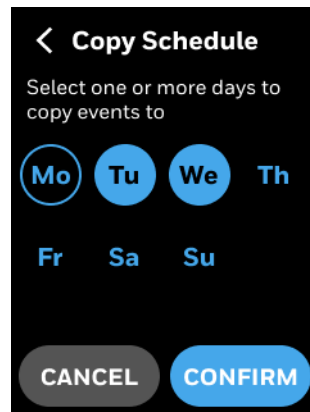 Copy Schedule
Select one or more days to
copy events to
Mo Tu We Th
Fr Sa Su
CANCEL CONFIRM